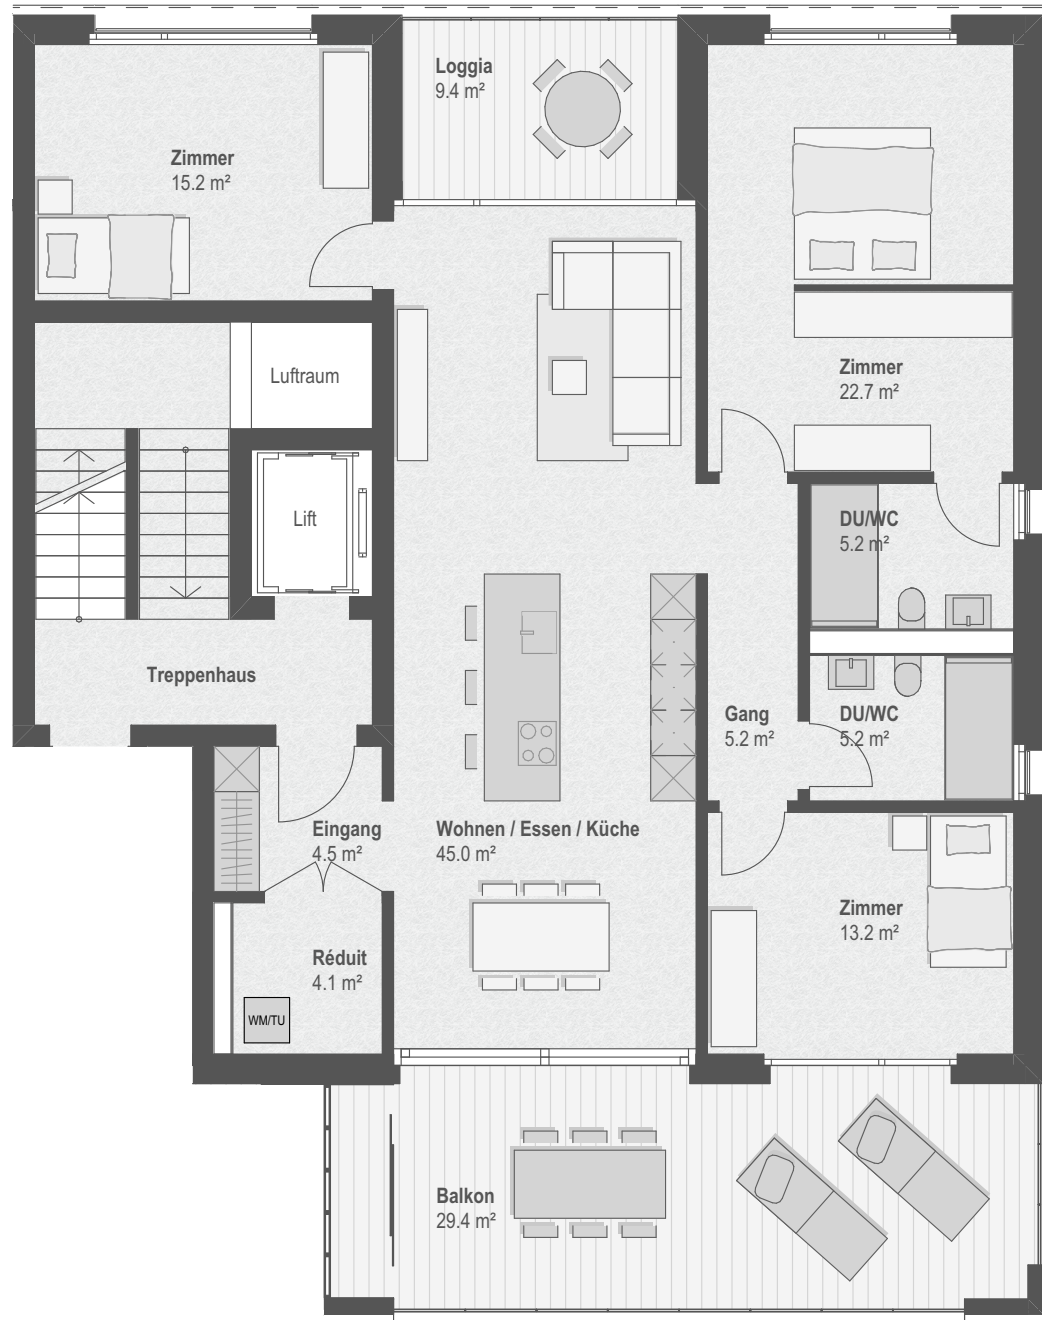 Loggia
9.4 m²
Zimmer
15.2 m²
Luftraum
Zimmer
22.7 m²
Lift
DU/WC
5.2 m²
Treppenhaus
Gang
5.2 m²
DU/WC
5.2 m²
Eingang
4.5 m²
Wohnen / Essen / Küche
45.0 m²
Zimmer
13.2 m²
Réduit
4.1 m²
WM/TU
Balkon
29.4 m²